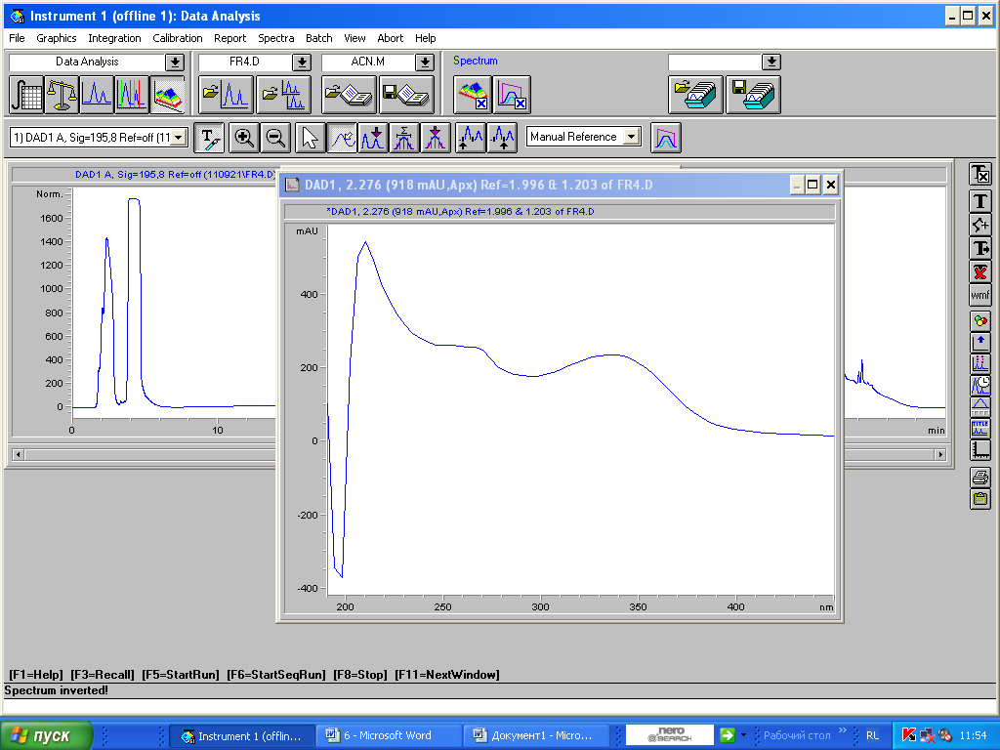 Instrument 1 (offline 1): Data Analysis
File Graphics Integration Calibration Report Spectra Batch View Abort Help
Data Analysis FR4.D ACN.M Spectrum
1) DAD1 A, Sig=195,8 Ref=off (11 Manual Reference
DAD1 A, Sig=195,8 Ref=off (110921\FR4.D)
DAD1, 2.276 (918 mAU,Apx) Ref=1.996 & 1.203 of FR4.D
*DAD1, 2.276 (918 mAU,Apx) Ref=1.996 & 1.203 of FR4.D
Norm.
1600
1400
1200
1000
800
600
400
200
0
0 10 min
mAU
400
200
0
-200
-400
200 250 300 350 400 nm
T
T
wmf
TITLE
[F1=Help] [F3=Recall] [F5=StartRun] [F6=StartSeqRun] [F8=Stop] [F11=NextWindow]
Spectrum inverted!
пуск Instrument 1 (offlin... 6 - Microsoft Word Документ1 - Micro... nero SEARCH Рабочий стол » RL 11:54